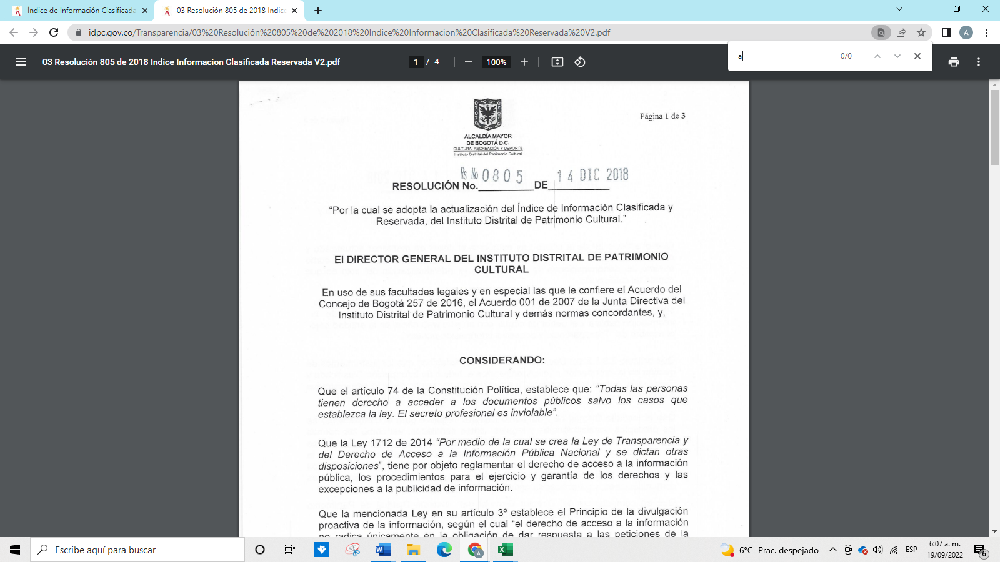 Índice de Información Clasificada
03 Resolución 805 de 2018 Indice
idpc.gov.co/Transparencia/03%20Resolución%20805%20de%202018%20Indice%20Informacion%20Clasificada%20Reservada%20V2.pdf
A
03 Resolución 805 de 2018 Indice Informacion Clasificada Reservada V2.pdf
1 / 4
100%
a
0/0
Página 1 de 3
ALCALDÍA MAYOR
DE BOGOTÁ D.C.
CULTURA, RECREACIÓN Y DEPORTE
Instituto Distrital del Patrimonio Cultural
Rs No 0805 14 DIC 2018
RESOLUCIÓN No.__________DE___________
“Por la cual se adopta la actualización del Índice de Información Clasificada y
Reservada, del Instituto Distrital de Patrimonio Cultural.”
El DIRECTOR GENERAL DEL INSTITUTO DISTRITAL DE PATRIMONIO
CULTURAL
En uso de sus facultades legales y en especial las que le confiere el Acuerdo del
Concejo de Bogotá 257 de 2016, el Acuerdo 001 de 2007 de la Junta Directiva del
Instituto Distrital de Patrimonio Cultural y demás normas concordantes, y,
CONSIDERANDO:
Que el artículo 74 de la Constitución Política, establece que: “Todas las personas
tienen derecho a acceder a los documentos públicos salvo los casos que
establezca la ley. El secreto profesional es inviolable”.
Que la Ley 1712 de 2014 “Por medio de la cual se crea la Ley de Transparencia y
del Derecho de Acceso a la Información Pública Nacional y se dictan otras
disposiciones”, tiene por objeto reglamentar el derecho de acceso a la información
pública, los procedimientos para el ejercicio y garantía de los derechos y las
excepciones a la publicidad de información.
Que la mencionada Ley en su artículo 3º establece el Principio de la divulgación
proactiva de la información, según el cual “el derecho de acceso a la información
no radica únicamente en la obligación de dar respuesta a las peticiones de la
Escribe aquí para buscar
6°C Prac. despejado
ESP
6:07 a. m.
19/09/2022
6